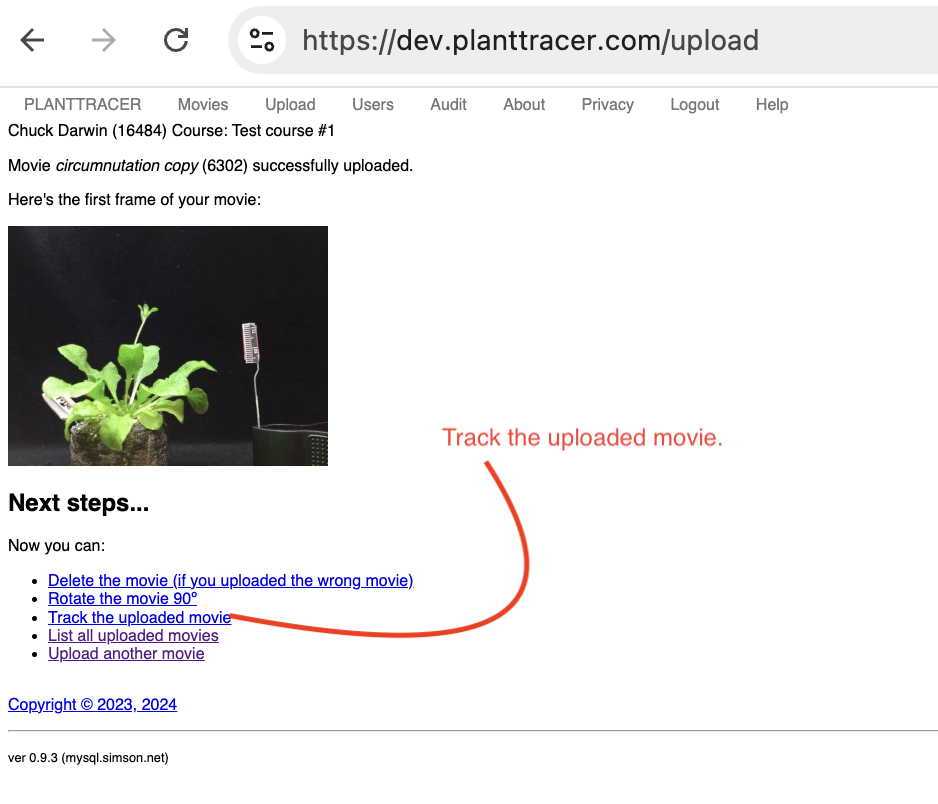 https://dev.planttracer.com/upload
PLANTTRACER Movies Upload Users Audit About Privacy Logout Help
Chuck Darwin (16484) Course: Test course #1
Movie circumnutation copy (6302) successfully uploaded.
Here's the first frame of your movie:
Track the uploaded movie.
Next steps...
Now you can:
Delete the movie (if you uploaded the wrong movie)
Rotate the movie 90º
Track the uploaded movie
List all uploaded movies
Upload another movie
Copyright © 2023, 2024
ver 0.9.3 (mysql.simson.net)